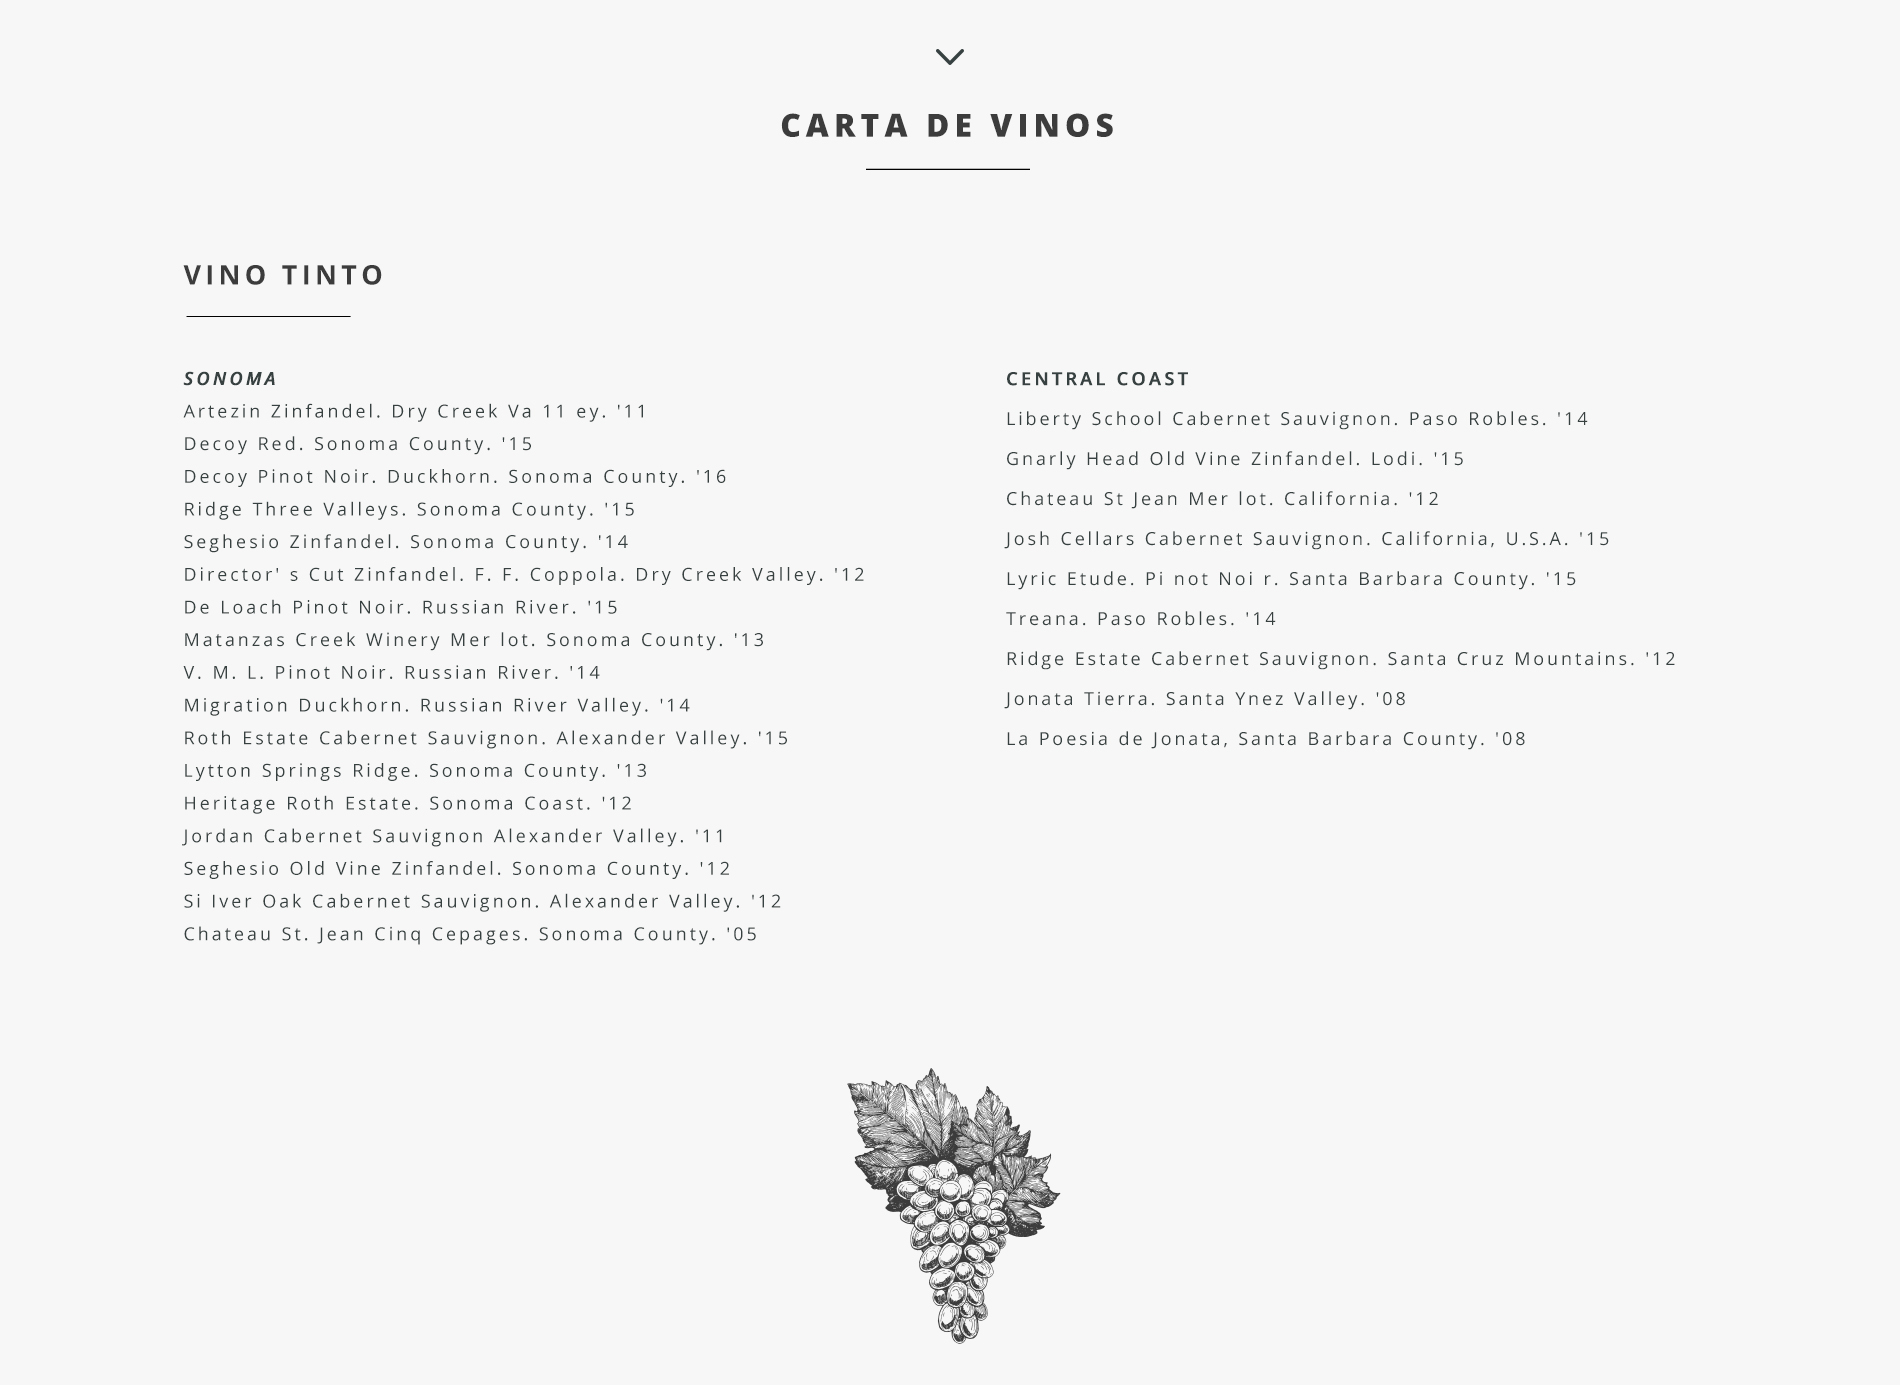 CARTA DE VINOS
VINO TINTO
SONOMA
Artezin Zinfandel. Dry Creek Va 11 ey. '11
Decoy Red. Sonoma County. '15
Decoy Pinot Noir. Duckhorn. Sonoma County. '16
Ridge Three Valleys. Sonoma County. '15
Seghesio Zinfandel. Sonoma County. '14
Director' s Cut Zinfandel. F. F. Coppola. Dry Creek Valley. '12
De Loach Pinot Noir. Russian River. '15
Matanzas Creek Winery Mer lot. Sonoma County. '13
V. M. L. Pinot Noir. Russian River. '14
Migration Duckhorn. Russian River Valley. '14
Roth Estate Cabernet Sauvignon. Alexander Valley. '15
Lytton Springs Ridge. Sonoma County. '13
Heritage Roth Estate. Sonoma Coast. '12
Jordan Cabernet Sauvignon Alexander Valley. '11
Seghesio Old Vine Zinfandel. Sonoma County. '12
Si Iver Oak Cabernet Sauvignon. Alexander Valley. '12
Chateau St. Jean Cinq Cepages. Sonoma County. '05
CENTRAL COAST
Liberty School Cabernet Sauvignon. Paso Robles. '14
Gnarly Head Old Vine Zinfandel. Lodi. '15
Chateau St Jean Mer lot. California. '12
Josh Cellars Cabernet Sauvignon. California, U.S.A. '15
Lyric Etude. Pi not Noi r. Santa Barbara County. '15
Treana. Paso Robles. '14
Ridge Estate Cabernet Sauvignon. Santa Cruz Mountains. '12
Jonata Tierra. Santa Ynez Valley. '08
La Poesia de Jonata, Santa Barbara County. '08